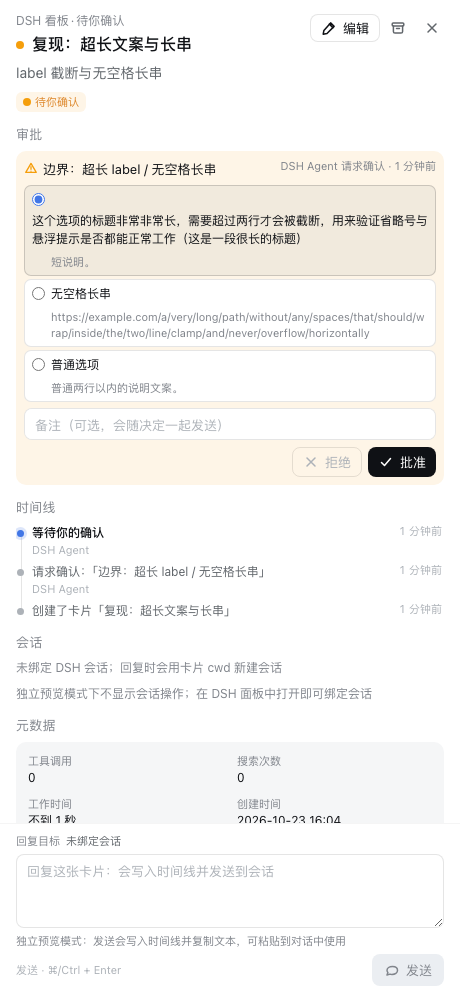 DSH 看板 · 待你确认
复现：超长文案与长串
编辑
label 截断与无空格长串
待你确认
审批
边界：超长 label / 无空格长串
DSH Agent 请求确认 · 1 分钟前
这个选项的标题非常非常长，需要超过两行才会被截断，用来验证省略号与
悬浮提示是否都能正常工作（这是一段很长的标题）
短说明。
无空格长串
https://example.com/a/very/long/path/without/any/spaces/that/should/w
rap/inside/the/two/line/clamp/and/never/overflow/horizontally
普通选项
普通两行以内的说明文案。
备注（可选，会随决定一起发送）
拒绝
批准
时间线
等待你的确认
1 分钟前
DSH Agent
请求确认：「边界：超长 label / 无空格长串」
1 分钟前
DSH Agent
创建了卡片「复现：超长文案与长串」
1 分钟前
会话
未绑定 DSH 会话；回复时会用卡片 cwd 新建会话
独立预览模式下不显示会话操作；在 DSH 面板中打开即可绑定会话
元数据
工具调用
搜索次数
0
0
工作时间
创建时间
不到 1 秒
2026-10-23 16:04
回复目标 未绑定会话
回复这张卡片：会写入时间线并发送到会话
独立预览模式：发送会写入时间线并复制文本，可粘贴到对话中使用
发送 · ⌘/Ctrl + Enter
发送